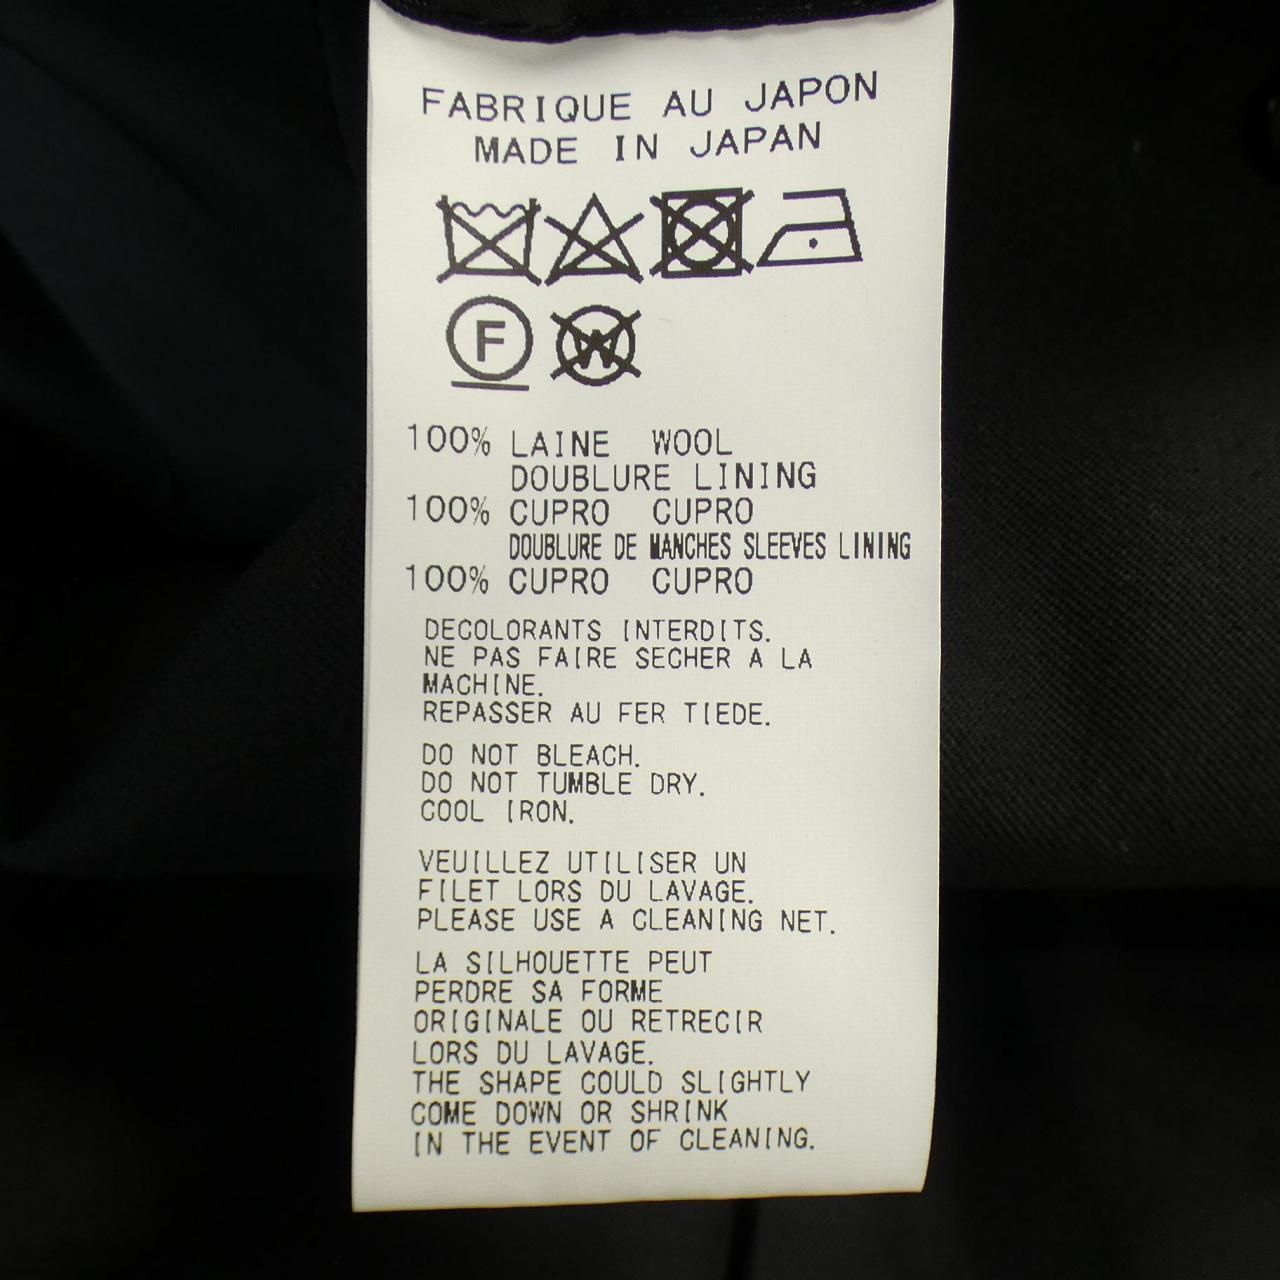 FABRIQUE AU JAPON
MADE IN JAPAN
F W
100% LAINE WOOL
DOUBLURE LINING
100% CUPRO CUPRO
DOUBLURE DE MANCHES SLEEVES LINING
100% CUPRO CUPRO
DECOLORANTS INTERDITS.
NE PAS FAIRE SECHER A LA
MACHINE.
REPASSER AU FER TIEDE.
DO NOT BLEACH.
DO NOT TUMBLE DRY.
COOL IRON.
VEUILLEZ UTILISER UN
FILET LORS DU LAVAGE.
PLEASE USE A CLEANING NET.
LA SILHOUETTE PEUT
PERDRE SA FORME
ORIGINALE OU RETRECIR
LORS DU LAVAGE.
THE SHAPE COULD SLIGHTLY
COME DOWN OR SHRINK
IN THE EVENT OF CLEANING.